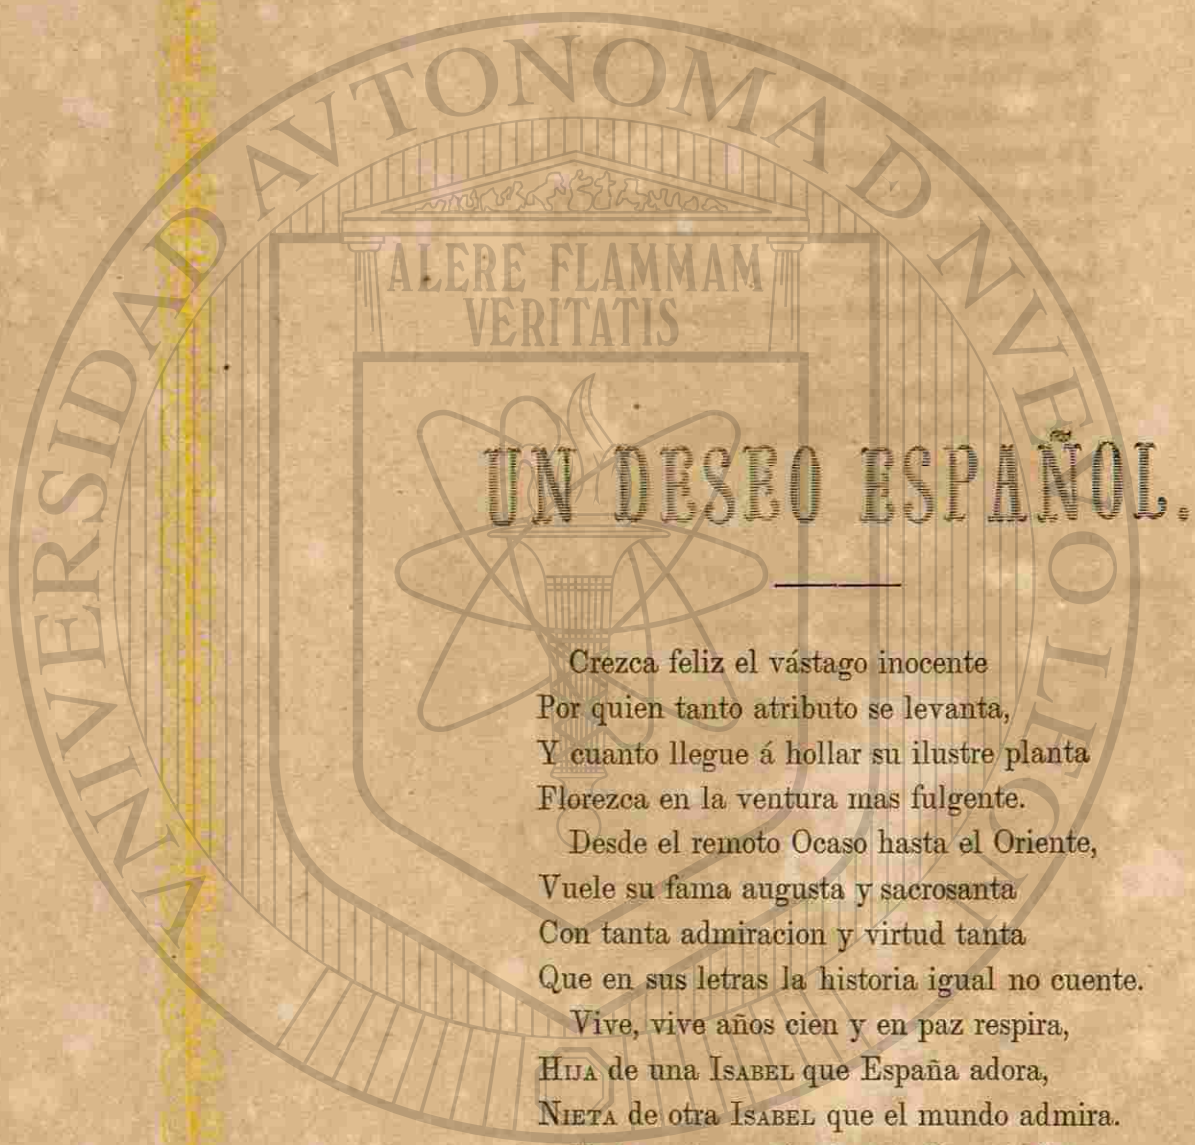 UNIVERSIDAD AVTONOMA D NVEVO LEON
ALERE FLAMMAM
VERITATIS
UN DESEO ESPAÑOL.
Crezca feliz el vástago inocente
Por quien tanto atributo se levanta,
Y cuanto llegue á hollar su ilustre planta
Florezca en la ventura mas fulgente.
Desde el remoto Ocaso hasta el Oriente,
Vuele su fama augusta y sacrosanta
Con tanta admiracion y virtud tanta
Que en sus letras la historia igual no cuente.
Vive, vive años cien y en paz respira,
HIJA de una ISABEL que España adora,
NIETA de otra ISABEL que el mundo admira.